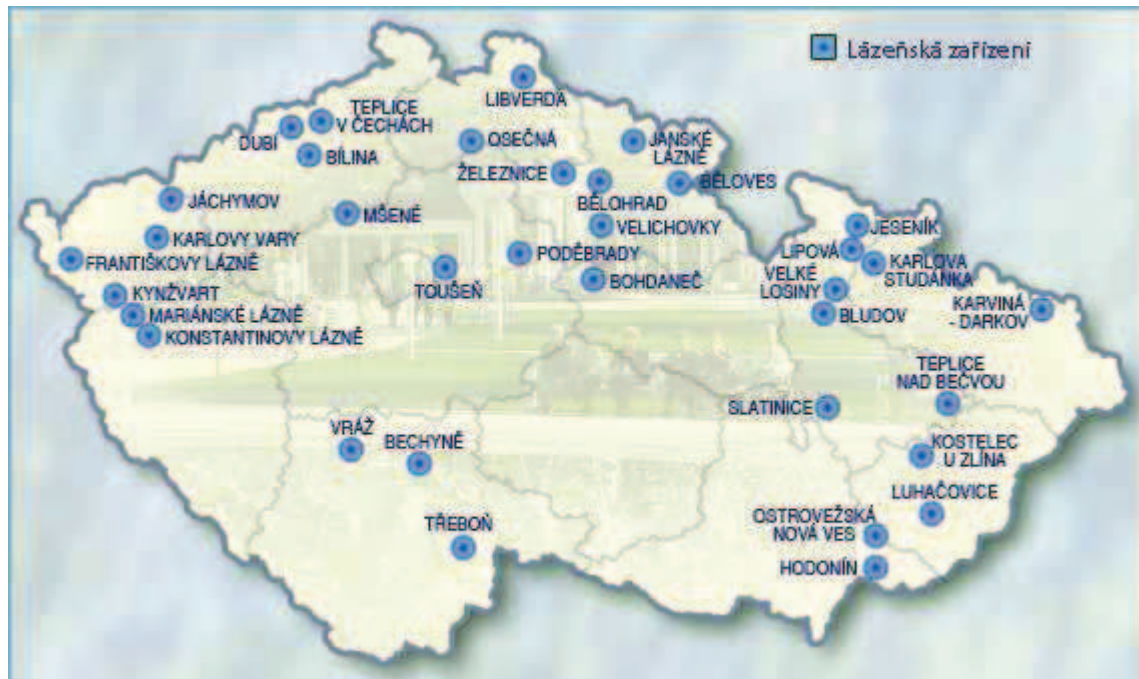 Lázeňská zařízení
LIBVERDA
TEPLICE
V ČECHÁCH
DUBÍ
BÍLINA
OSEČNÁ
JANSKÉ
LÁZNĚ
ŽELEZNICE
BĚLOVES
BĚLOHRAD
JÁCHYMOV
MŠENÉ
VELICHOVKY
JESENÍK
KARLOVY VARY
LIPOVÁ
FRANTIŠKOVY LÁZNĚ
PODĚBRADY
KARLOVA
STUDÁNKA
TOUŠEŇ
BOHDANEČ
VELKÉ
LOSINY
KYNŽVART
MARIÁNSKÉ LÁZNĚ
KONSTANTINOVY LÁZNĚ
BLUDOV
KARVINÁ
- DARKOV
TEPLICE
NAD BEČVOU
SLATINICE
VRÁŽ
BECHYNĚ
KOSTELEC
U ZLÍNA
LUHAČOVICE
TŘEBOŇ
OSTROVEŽSKÁ
NOVÁ VES
HODONÍN